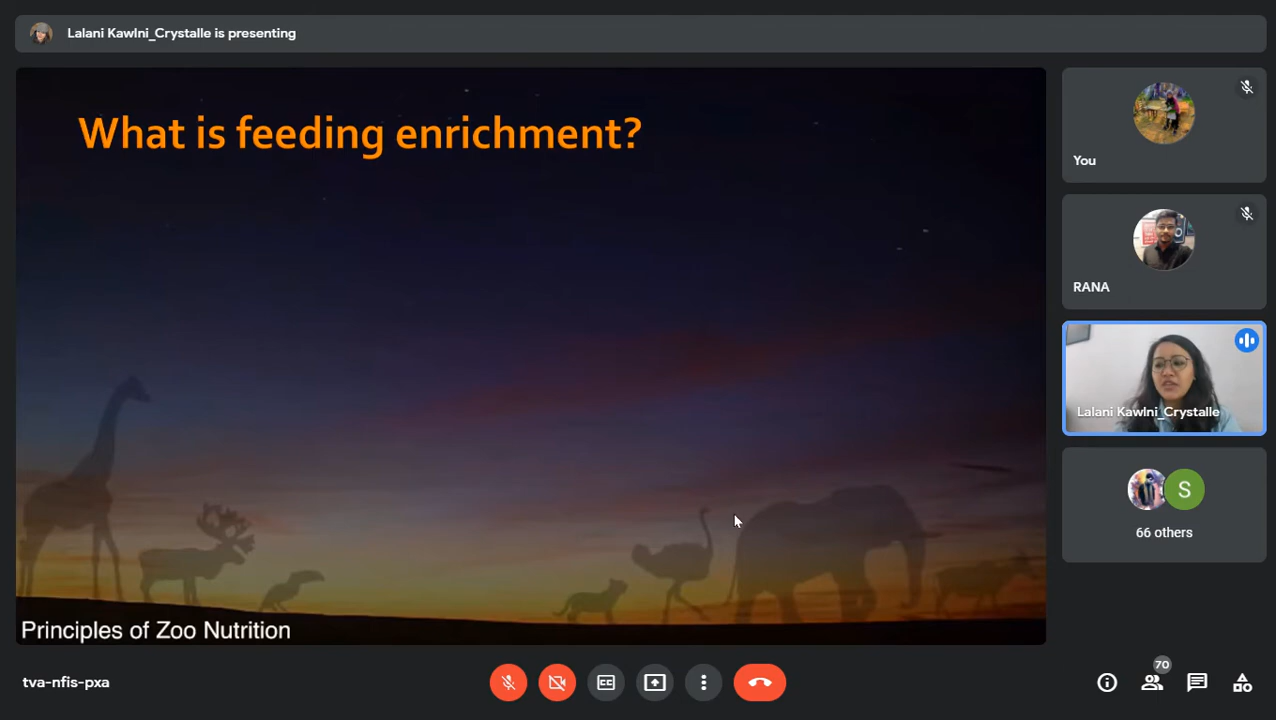 Lalani Kawlni_Crystalle is presenting
What is feeding enrichment?
Principles of Zoo Nutrition
You
RANA
Lalani Kawlni_Crystalle
S
66 others
tva-nfis-pxa
CC
70